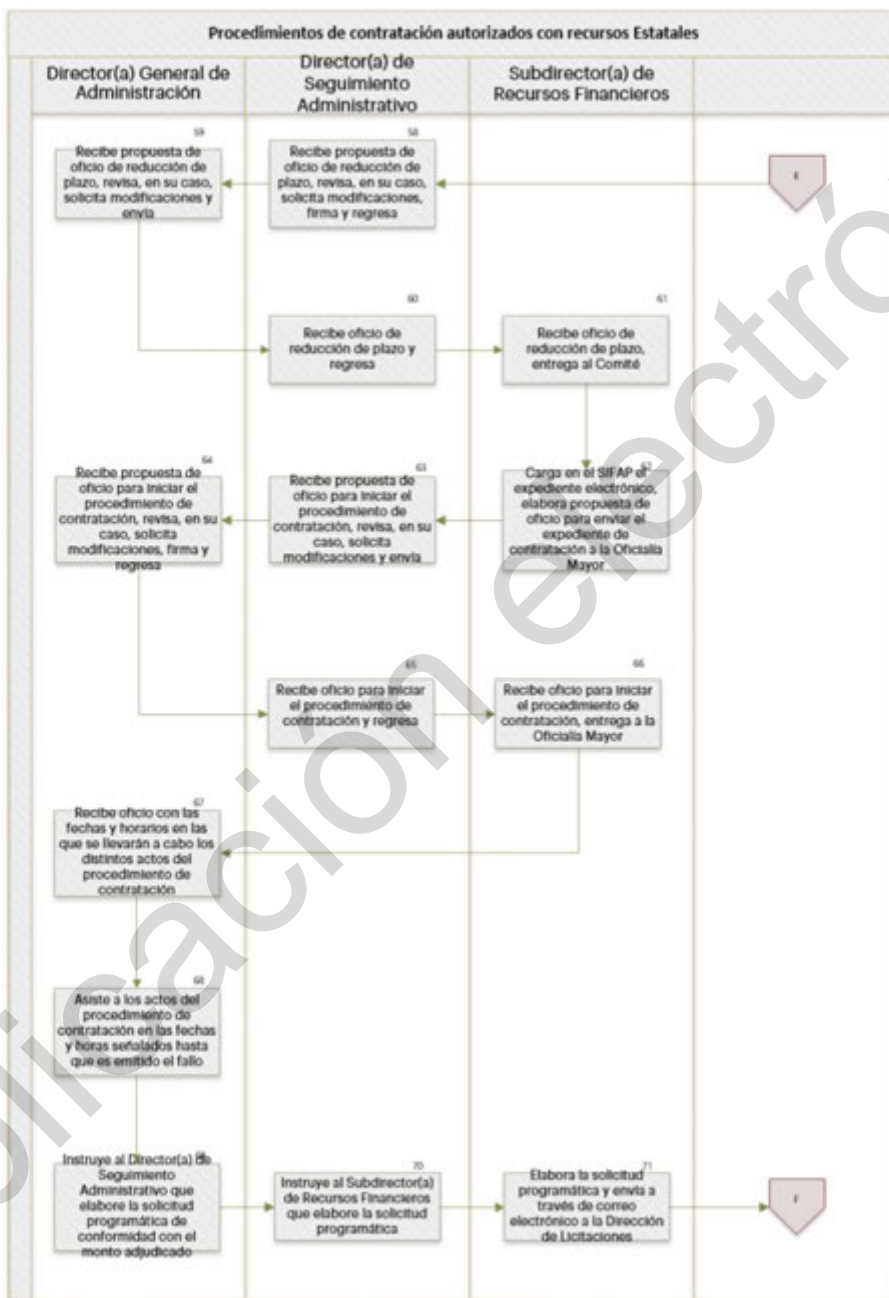 Procedimientos de contratación autorizados con recursos Estatales
Director(a) General de
Administración
Director(a) de
Seguimiento
Administrativo
Subdirector(a) de
Recursos Financieros
59
Recibe propuesta de
oficio de reducción de
plazo, revisa, en su caso,
solicita modificaciones y
envía
58
Recibe propuesta de
oficio de reducción de
plazo, revisa, en su caso,
solicita modificaciones,
firma y regresa
E
60
Recibe oficio de
reducción de plazo y
regresa
61
Recibe oficio de
reducción de plazo,
entrega al Comité
64
Recibe propuesta de
oficio para iniciar el
procedimiento de
contratación, revisa, en su
caso, solicita
modificaciones, firma y
regresa
63
Recibe propuesta de
oficio para iniciar el
procedimiento de
contratación, revisa, en su
caso, solicita
modificaciones y envía
Carga en el SIFAP el
expediente electrónico,
elabora propuesta de
oficio para enviar el
expediente de
contratación a la Oficialía
Mayor
65
Recibe oficio para iniciar
el procedimiento de
contratación y regresa
66
Recibe oficio para iniciar
el procedimiento de
contratación, entrega a la
Oficialía Mayor
67
Recibe oficio con las
fechas y horarios en las
que se llevarán a cabo los
distintos actos del
procedimiento de
contratación
68
Asiste a los actos del
procedimiento de
contratación en las fechas
y horas señalados hasta
que es emitido el fallo
Instruye al Director(a) de
Seguimiento
Administrativo que
elabore la solicitud
programática de
conformidad con el
monto adjudicado
70
Instruye al Subdirector(a)
de Recursos Financieros
que elabore la solicitud
programática
71
Elabora la solicitud
programática y envía a
través de correo
electrónico a la Dirección
de Licitaciones
F